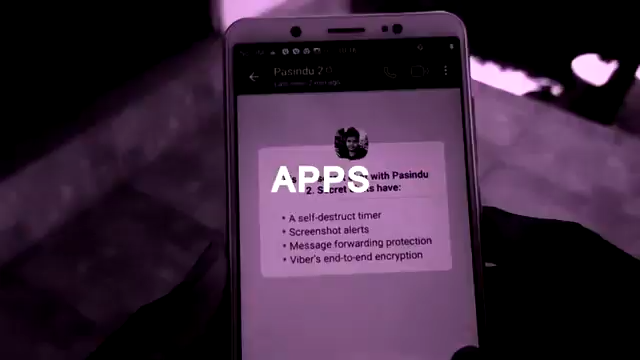 Pasindu 2
APPS
with Pasindu
2. Secret have:
• A self-destruct timer
• Screenshot alerts
• Message forwarding protection
• Viber's end-to-end encryption